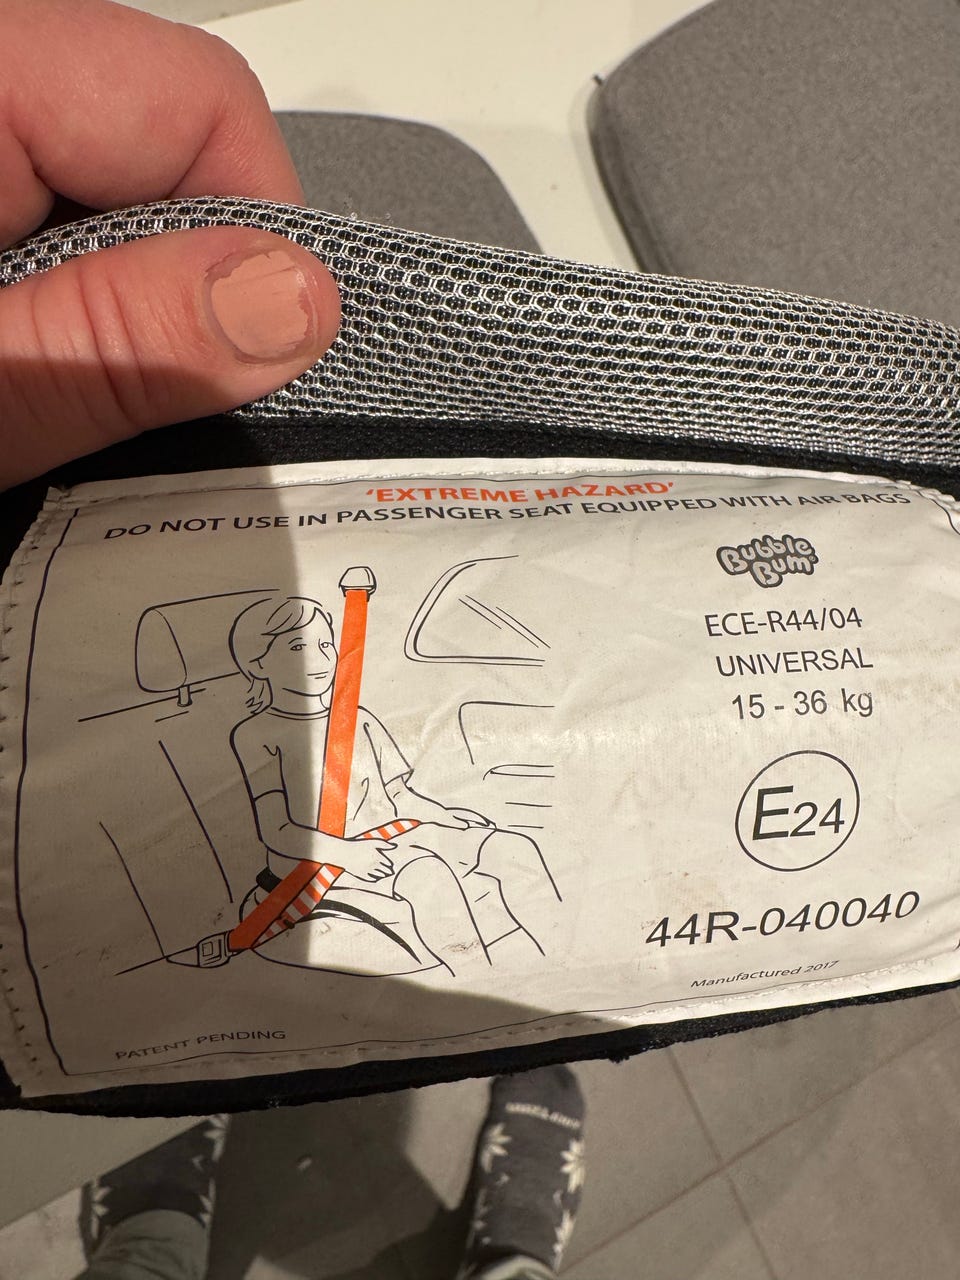 'EXTREME HAZARD'
DO NOT USE IN PASSENGER SEAT EQUIPPED WITH AIR BAGS
Bubble
Bum
ECE-R44/04
UNIVERSAL
15 - 36 kg
E24
44R-040040
Manufactured 2017
PATENT PENDING